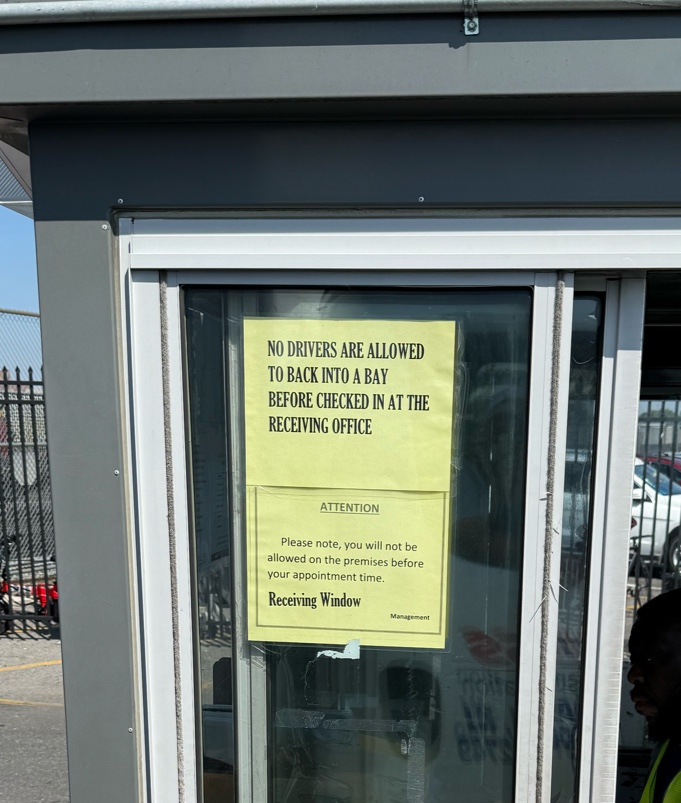 NO DRIVERS ARE ALLOWED
TO BACK INTO A BAY
BEFORE CHECKED IN AT THE
RECEIVING OFFICE
ATTENTION
Please note, you will not be
allowed on the premises before
your appointment time.
Receiving Window
Management